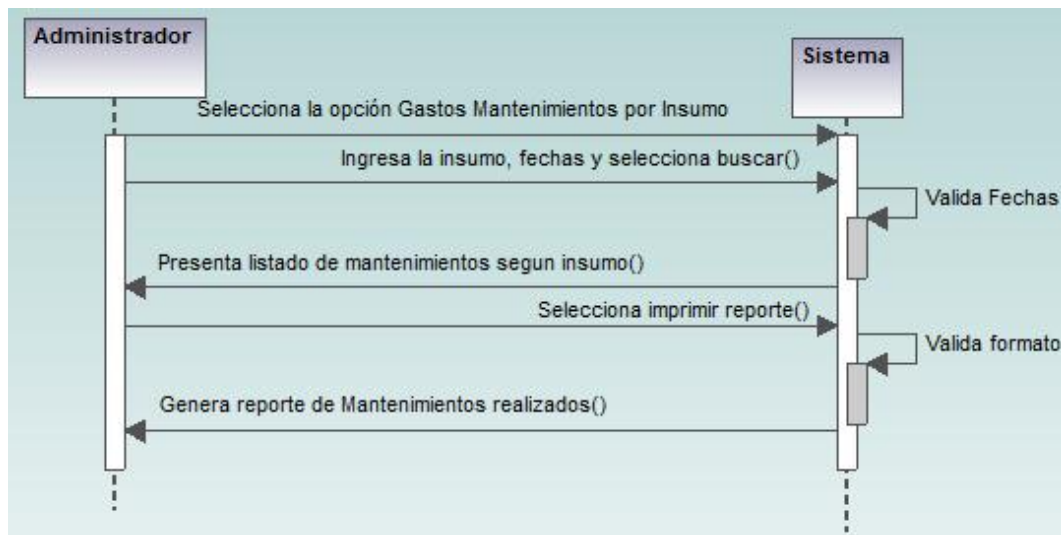 Administrador
Sistema
Selecciona la opción Gastos Mantenimientos por Insumo
Ingresa la insumo, fechas y selecciona buscar()
Valida Fechas
Presenta listado de mantenimientos segun insumo()
Selecciona imprimir reporte()
Valida formato
Genera reporte de Mantenimientos realizados()